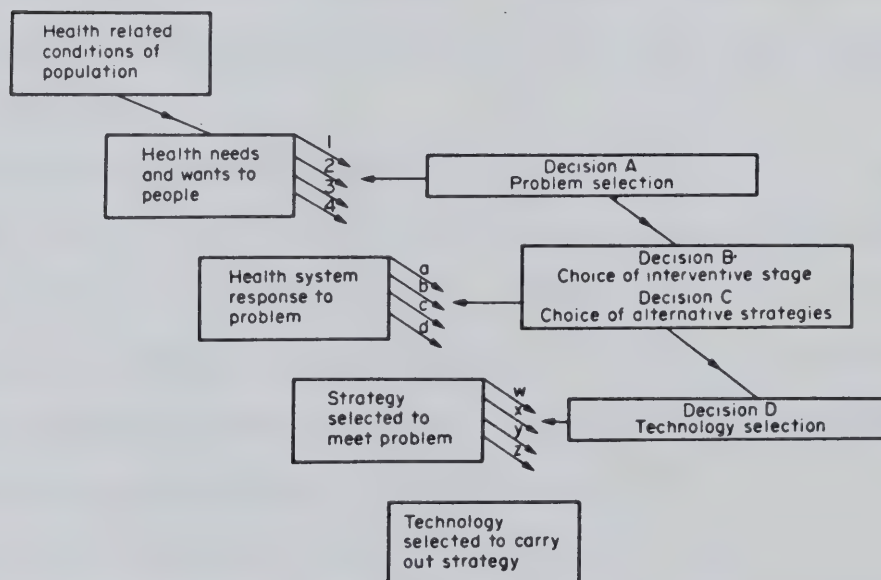 Health related
conditions of
population
Health needs
and wants to
people
1
2
3
4
Decision A
Problem selection
Decision B
Choice of interventive stage
Decision C
Choice of alternative strategies
Health system
response to
problem
a
b
c
d
Strategy
selected to
meet problem
w
x
y
z
Decision D
Technology selection
Technology
selected to carry
out strategy